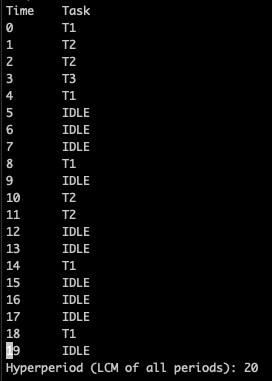 Time Task
0 T1
1 T2
2 T2
3 T3
4 T1
5 IDLE
6 IDLE
7 IDLE
8 T1
9 IDLE
10 T2
11 T2
12 IDLE
13 IDLE
14 T1
15 IDLE
16 IDLE
17 IDLE
18 T1
19 IDLE
Hyperperiod (LCM of all periods): 20